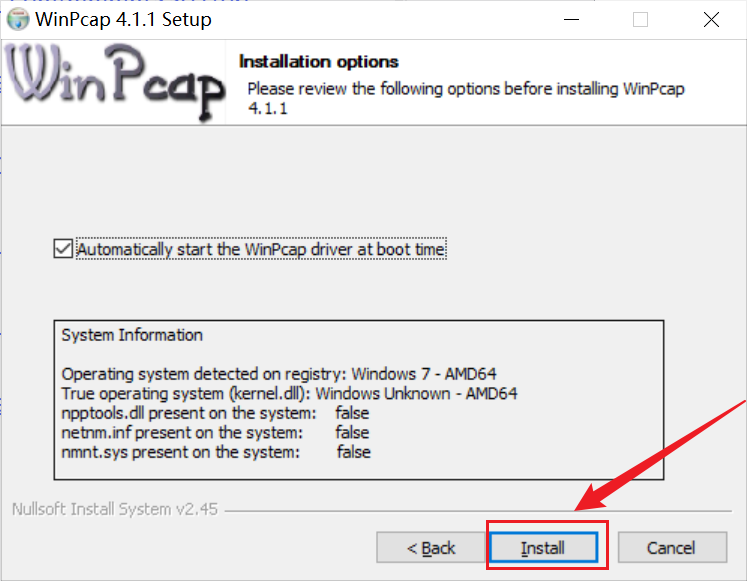 WinPcap 4.1.1 Setup
WinPcap
Installation options
Please review the following options before installing WinPcap
4.1.1
Automatically start the WinPcap driver at boot time
System Information
Operating system detected on registry: Windows 7 - AMD64
True operating system (kernel.dll): Windows Unknown - AMD64
npptools.dll present on the system: false
netnm.inf present on the system: false
nmnt.sys present on the system: false
Nullsoft Install System v2.45
< Back Install Cancel